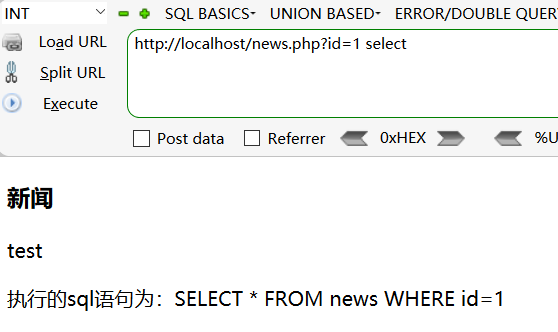 INT SQL BASICS UNION BASED ERROR/DOUBLE QUER
Load URL http://localhost/news.php?id=1 select
Split URL
Execute
Post data Referrer 0xHEX %U
新闻
test
执行的sql语句为：SELECT * FROM news WHERE id=1